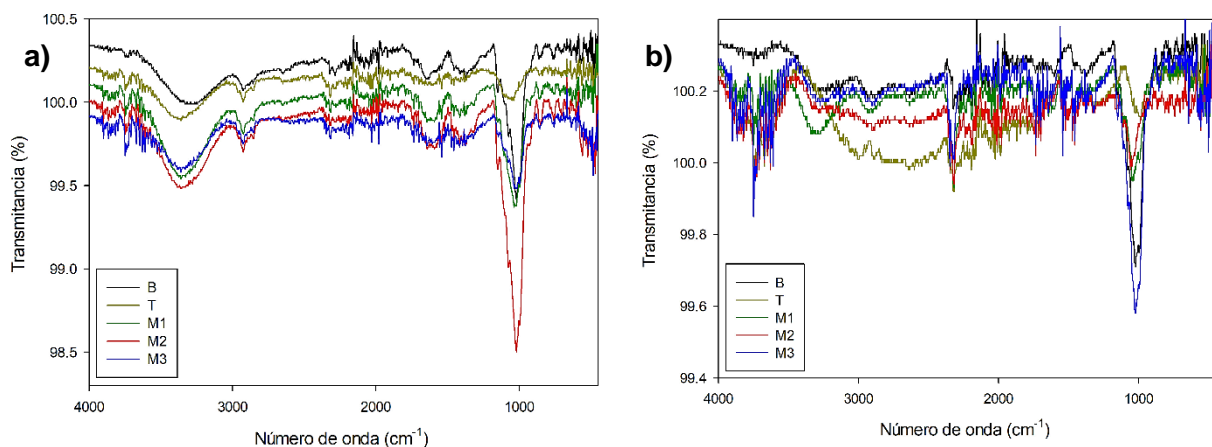 a)
100.5
100.0
99.5
99.0
98.5
Transmitancia (%)
B
T
M1
M2
M3
4000
3000
2000
1000
Número de onda (cm-1)
b)
100.2
100.0
99.8
99.6
99.4
Transmitancia (%)
B
T
M1
M2
M3
4000
3000
2000
1000
Número de onda (cm-1)